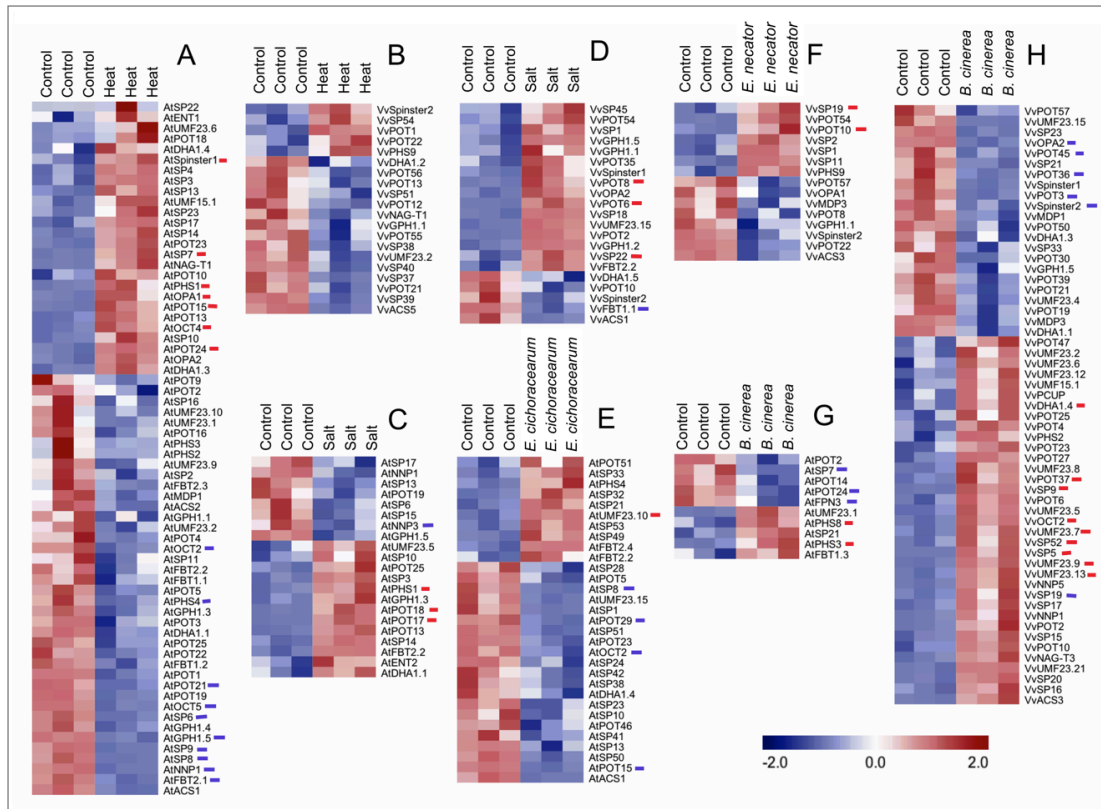 A
Control
Control
Control
Heat
Heat
Heat
AtSP22
AtENT1
AtUMF23.6
AtPOT18
AtDHA1.4
AtSpinster1
AtSP4
AtSP3
AtSP13
AtUMF15.1
AtSP23
AtSP17
AtSP14
AtPOT23
AtSP7
AtNAG-T1
AtPOT10
AtPHS1
AtOPA1
AtPOT15
AtPOT13
AtOCT4
AtSP10
AtPOT24
AtOPA2
AtDHA1.3
AtPOT9
AtPOT2
AtSP16
AtUMF23.10
AtUMF23.1
AtPOT16
AtPHS3
AtPHS2
AtUMF23.9
AtSP2
AtFBT2.3
AtMDP1
AtACS2
AtGPH1.1
AtUMF23.2
AtPOT4
AtOCT2
AtSP11
AtFBT2.2
AtFBT1.1
AtPOT5
AtPHS4
AtGPH1.3
AtPOT3
AtDHA1.1
AtPOT25
AtPOT22
AtFBT1.2
AtPOT1
AtPOT21
AtPOT19
AtOCT5
AtSP6
AtGPH1.4
AtGPH1.5
AtSP9
AtSP8
AtNNP1
AtFBT2.1
AtACS1
B
Control
Control
Control
Heat
Heat
Heat
VvSpinster2
VvSP54
VvPOT1
VvPOT22
VvPHS9
VvDHA1.2
VvPOT56
VvPOT13
VvSP51
VvPOT12
VvNAG-T1
VvGPH1.1
VvPOT55
VvSP38
VvUMF23.2
VvSP40
VvSP37
VvPOT21
VvSP39
VvACS5
C
Control
Control
Control
Salt
Salt
Salt
AtSP17
AtNNP1
AtSP13
AtPOT19
AtSP6
AtSP15
AtNNP3
AtGPH1.5
AtUMF23.5
AtSP10
AtPOT25
AtSP3
AtPHS1
AtGPH1.3
AtPOT18
AtPOT17
AtPOT13
AtSP14
AtFBT2.2
AtENT2
AtDHA1.1
D
Control
Control
Control
Salt
Salt
Salt
VvSP45
VvPOT54
VvSP1
VvGPH1.5
VvGPH1.1
VvPOT35
VvSpinster1
VvPOT8
VvOPA2
VvPOT6
VvSP18
VvUMF23.15
VvPOT2
VvGPH1.2
VvSP22
VvFBT2.2
VvDHA1.5
VvPOT10
VvSpinster2
VvFBT1.1
VvACS1
E
Control
Control
Control
E. cichoracearum
E. cichoracearum
E. cichoracearum
AtPOT51
AtSP33
AtPHS4
AtSP32
AtSP21
AtUMF23.10
AtSP53
AtSP49
AtFBT2.4
AtFBT2.2
AtSP28
AtPOT5
AtSP8
AtUMF23.15
AtSP1
AtPOT29
AtSP51
AtPOT23
AtOCT2
AtSP24
AtSP42
AtSP38
AtDHA1.4
AtSP23
AtSP10
AtPOT46
AtSP41
AtSP13
AtSP50
AtPOT15
AtACS1
F
Control
Control
Control
E. necator
E. necator
E. necator
VvSP19
VvPOT54
VvPOT10
VvSP2
VvSPA1
VvSP11
VvPHS9
VvPOT57
VvOPA1
VvMDP3
VvPOT8
VvGPH1.1
VvSpinster2
VvPOT22
VvACS3
G
Control
Control
Control
B. cinerea
B. cinerea
B. cinerea
AtPOT2
AtSP7
AtPOT14
AtPOT24
AtFPN3
AtUMF23.1
AtPHS8
AtSP21
AtPHS3
AtFBT1.3
H
Control
Control
Control
B. cinerea
B. cinerea
B. cinerea
VvPOT57
VvUMF23.15
VvSP23
VvOPA2
VvPOT45
VvSP21
VvPOT36
VvSpinster1
VvPOT3
VvSpinster2
VvMDP1
VvPOT50
VvDHA1.3
VvSP33
VvPOT30
VvGPH1.5
VvPOT39
VvPOT21
VvUMF23.4
VvPOT19
VvMDP3
VvDHA1.1
VvPOT47
VvUMF23.2
VvUMF23.6
VvUMF23.12
VvUMF15.1
VvPCUP
VvDHA1.4
VvPOT25
VvPOT4
VvPHS2
VvPOT23
VvPOT27
VvUMF23.8
VvPOT37
VvSP9
VvPOT6
VvUMF23.5
VvOCT2
VvUMF23.7
VvSP52
VvSP5
VvUMF23.9
VvUMF23.13
VvNNP5
VvSP19
VvSP17
VvNNP1
VvPOT2
VvSP15
VvPOT10
VvNAG-T3
VvUMF23.21
VvSP20
VvSP16
VvACS3
-2.0
0.0
2.0